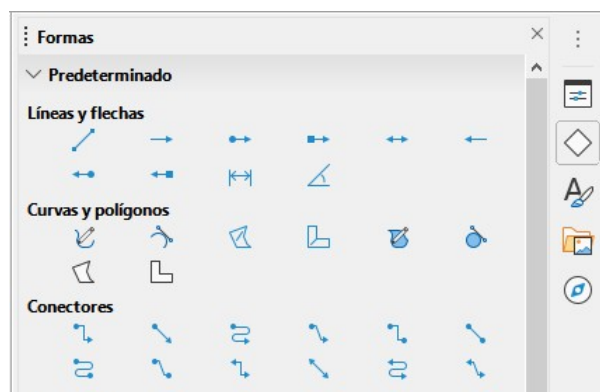 Formas
Predeterminado
Líneas y flechas
Curvas y polígonos
Conectores